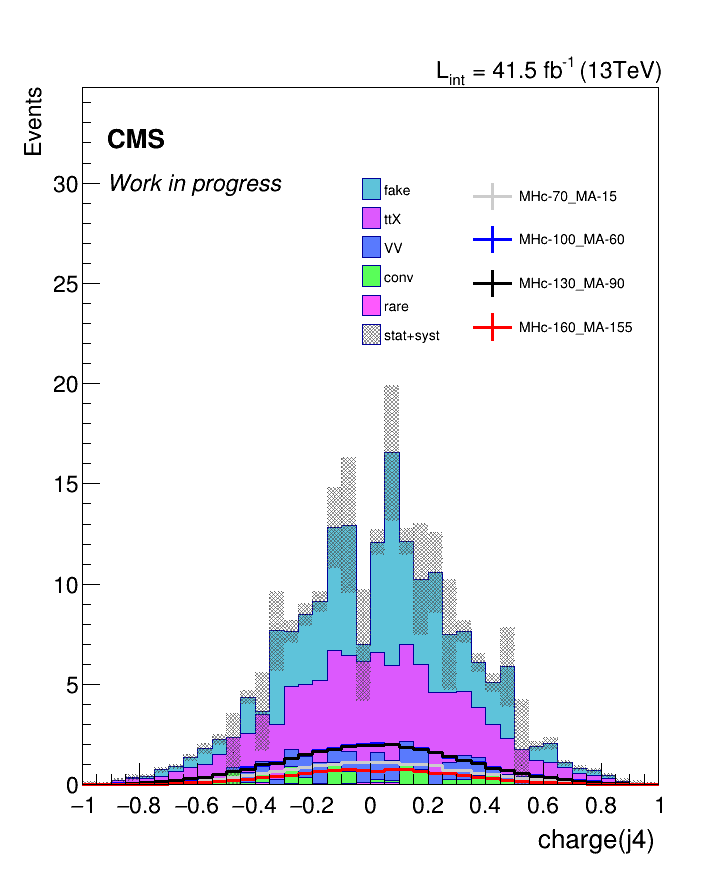 L_int = 41.5 fb^-1 (13TeV)
Events
CMS
Work in progress
fake
ttX
VV
conv
rare
stat+syst
MHc-70_MA-15
MHc-100_MA-60
MHc-130_MA-90
MHc-160_MA-155
30
25
20
15
10
5
0
−1 −0.8 −0.6 −0.4 −0.2 0 0.2 0.4 0.6 0.8 1
charge(j4)